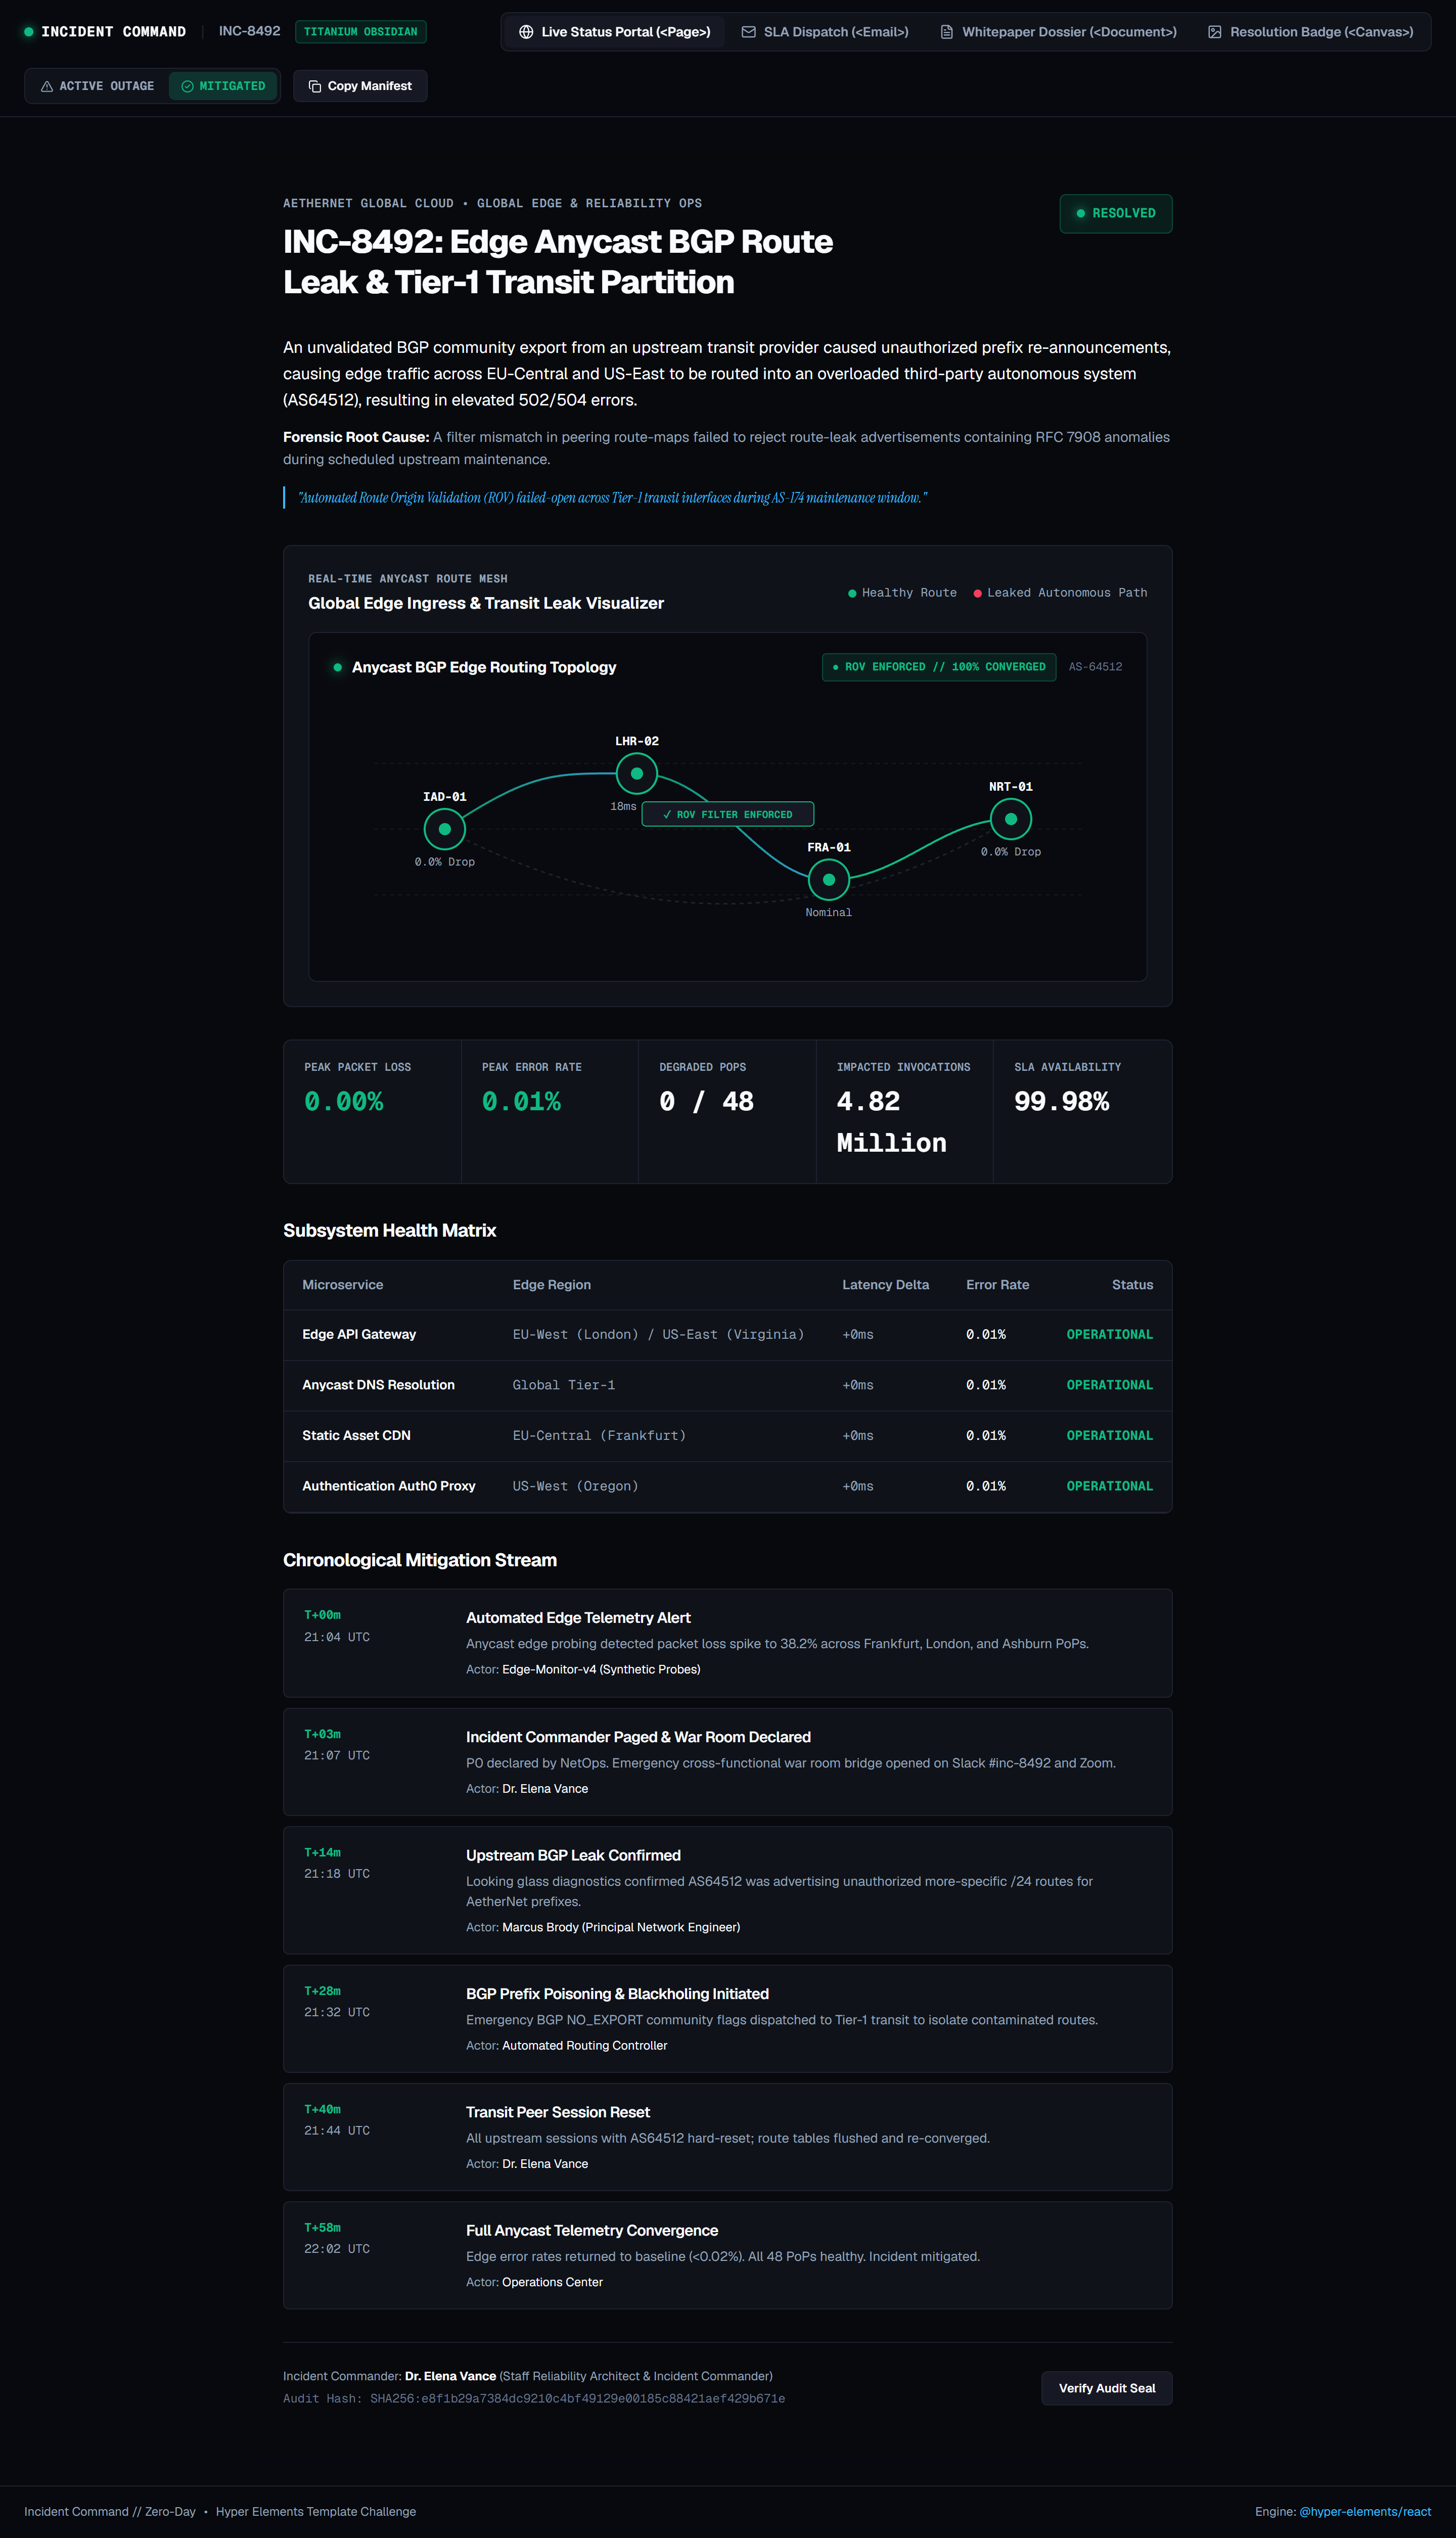 INCIDENT COMMAND
INC-8492
TITANIUM OBSIDIAN
Live Status Portal (<Page>)
SLA Dispatch (<Email>)
Whitepaper Dossier (<Document>)
Resolution Badge (<Canvas>)
ACTIVE OUTAGE
MITIGATED
Copy Manifest
AETHERNET GLOBAL CLOUD • GLOBAL EDGE & RELIABILITY OPS
RESOLVED
INC-8492: Edge Anycast BGP Route
Leak & Tier-1 Transit Partition
An unvalidated BGP community export from an upstream transit provider caused unauthorized prefix re-announcements,
causing edge traffic across EU-Central and US-East to be routed into an overloaded third-party autonomous system
(AS64512), resulting in elevated 502/504 errors.
Forensic Root Cause: A filter mismatch in peering route-maps failed to reject route-leak advertisements containing RFC 7908 anomalies
during scheduled upstream maintenance.
"Automated Route Origin Validation (ROV) failed-open across Tier-1 transit interfaces during AS-174 maintenance window."
REAL-TIME ANYCAST ROUTE MESH
Global Edge Ingress & Transit Leak Visualizer
Healthy Route
Leaked Autonomous Path
Anycast BGP Edge Routing Topology
ROV ENFORCED // 100% CONVERGED
AS-64512
LHR-02
18ms
IAD-01
0.0% Drop
✓ ROV FILTER ENFORCED
NRT-01
0.0% Drop
FRA-01
Nominal
PEAK PACKET LOSS
0.00%
PEAK ERROR RATE
0.01%
DEGRADED POPS
0 / 48
IMPACTED INVOCATIONS
4.82
Million
SLA AVAILABILITY
99.98%
Subsystem Health Matrix
Microservice Edge Region Latency Delta Error Rate Status
Edge API Gateway EU-West (London) / US-East (Virginia) +0ms 0.01% OPERATIONAL
Anycast DNS Resolution Global Tier-1 +0ms 0.01% OPERATIONAL
Static Asset CDN EU-Central (Frankfurt) +0ms 0.01% OPERATIONAL
Authentication Auth0 Proxy US-West (Oregon) +0ms 0.01% OPERATIONAL
Chronological Mitigation Stream
T+00m
21:04 UTC
Automated Edge Telemetry Alert
Anycast edge probing detected packet loss spike to 38.2% across Frankfurt, London, and Ashburn PoPs.
Actor: Edge-Monitor-v4 (Synthetic Probes)
T+03m
21:07 UTC
Incident Commander Paged & War Room Declared
P0 declared by NetOps. Emergency cross-functional war room bridge opened on Slack #inc-8492 and Zoom.
Actor: Dr. Elena Vance
T+14m
21:18 UTC
Upstream BGP Leak Confirmed
Looking glass diagnostics confirmed AS64512 was advertising unauthorized more-specific /24 routes for
AetherNet prefixes.
Actor: Marcus Brody (Principal Network Engineer)
T+28m
21:32 UTC
BGP Prefix Poisoning & Blackholing Initiated
Emergency BGP NO_EXPORT community flags dispatched to Tier-1 transit to isolate contaminated routes.
Actor: Automated Routing Controller
T+40m
21:44 UTC
Transit Peer Session Reset
All upstream sessions with AS64512 hard-reset; route tables flushed and re-converged.
Actor: Dr. Elena Vance
T+58m
22:02 UTC
Full Anycast Telemetry Convergence
Edge error rates returned to baseline (<0.02%). All 48 PoPs healthy. Incident mitigated.
Actor: Operations Center
Incident Commander: Dr. Elena Vance (Staff Reliability Architect & Incident Commander)
Audit Hash: SHA256:e8f1b29a7384dc9210c4bf49129e00185c88421aef429b671e
Verify Audit Seal
Incident Command // Zero-Day • Hyper Elements Template Challenge
Engine: @hyper-elements/react